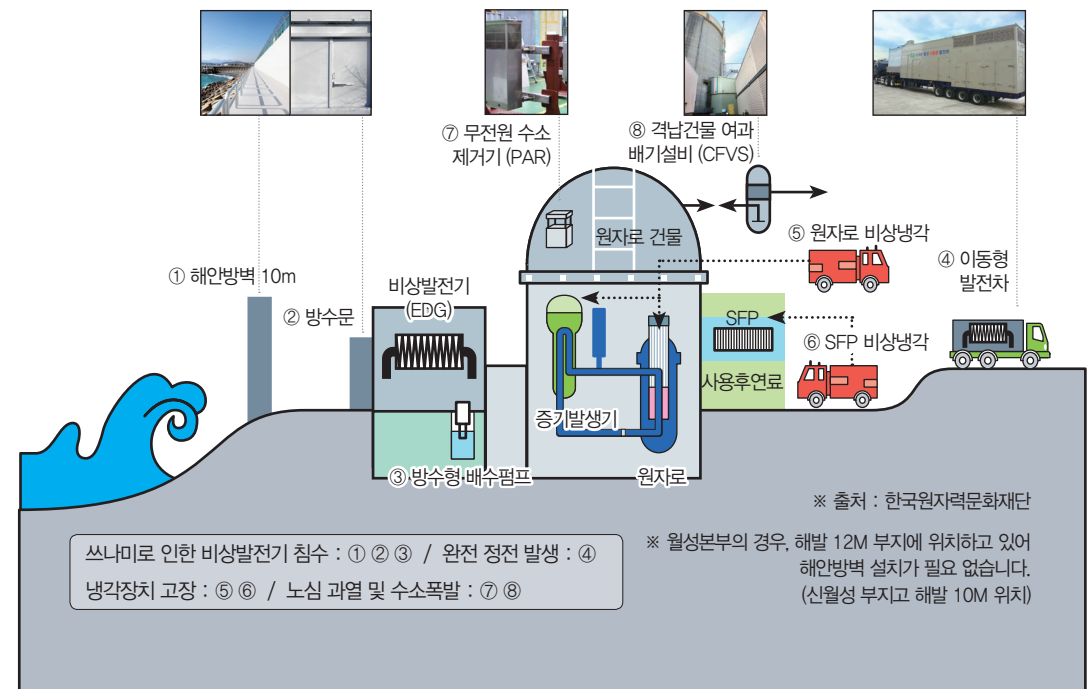 ⑦ 무전원 수소
제거기 (PAR)
⑧ 격납건물 여과
배기설비 (CFVS)
원자로 건물
⑤ 원자로 비상냉각
④ 이동형
발전차
① 해안방벽 10m
② 방수문
비상발전기
(EDG)
SFP
⑥ SFP 비상냉각
사용후연료
증기발생기
③ 방수형 배수펌프
원자로
※ 출처 : 한국원자력문화재단
쓰나미로 인한 비상발전기 침수 : ① ② ③ / 완전 정전 발생 : ④
냉각장치 고장 : ⑤ ⑥ / 노심 과열 및 수소폭발 : ⑦ ⑧
※ 월성본부의 경우, 해발 12M 부지에 위치하고 있어
해안방벽 설치가 필요 없습니다.
(신월성 부지고 해발 10M 위치)